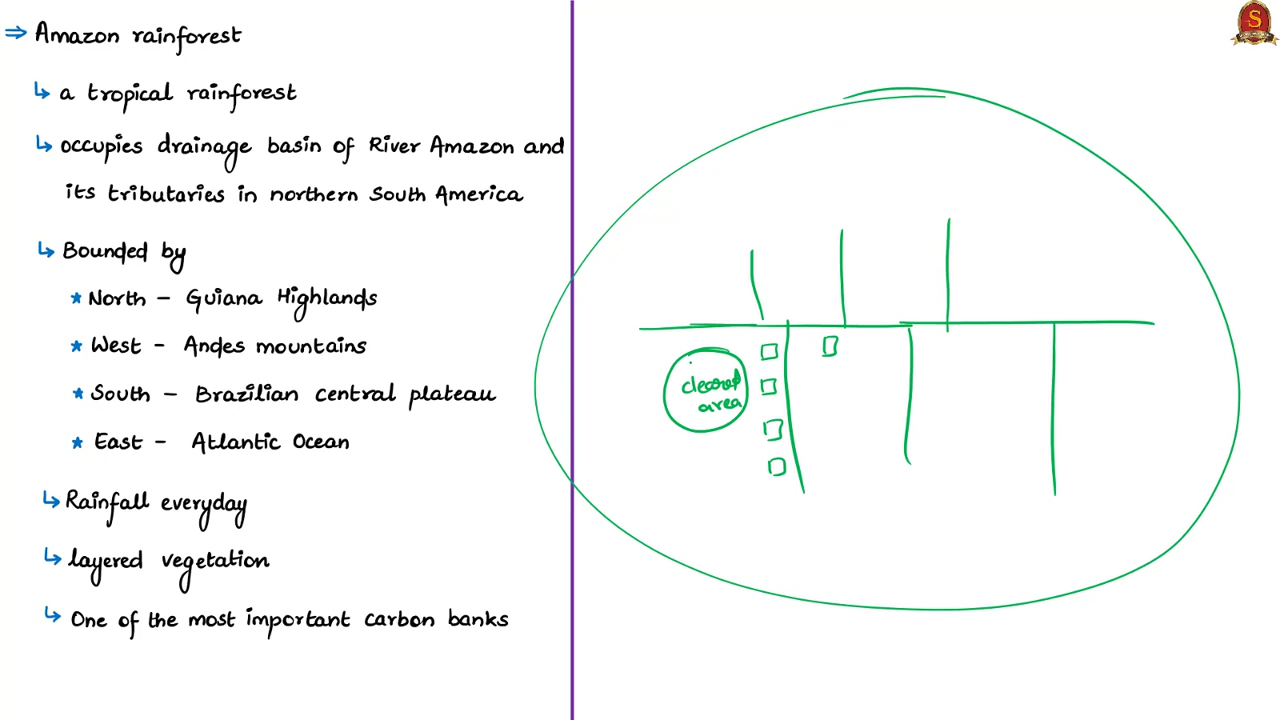 ⇒ Amazon rainforest
↳ a tropical rainforest
↳ occupies drainage basin of River Amazon and
its tributaries in northern South America
↳ Bounded by
* North – Guiana Highlands
* West – Andes mountains
* South – Brazilian central plateau
* East – Atlantic Ocean
↳ Rainfall everyday
↳ layered vegetation
↳ One of the most important carbon banks
S
cleared
area